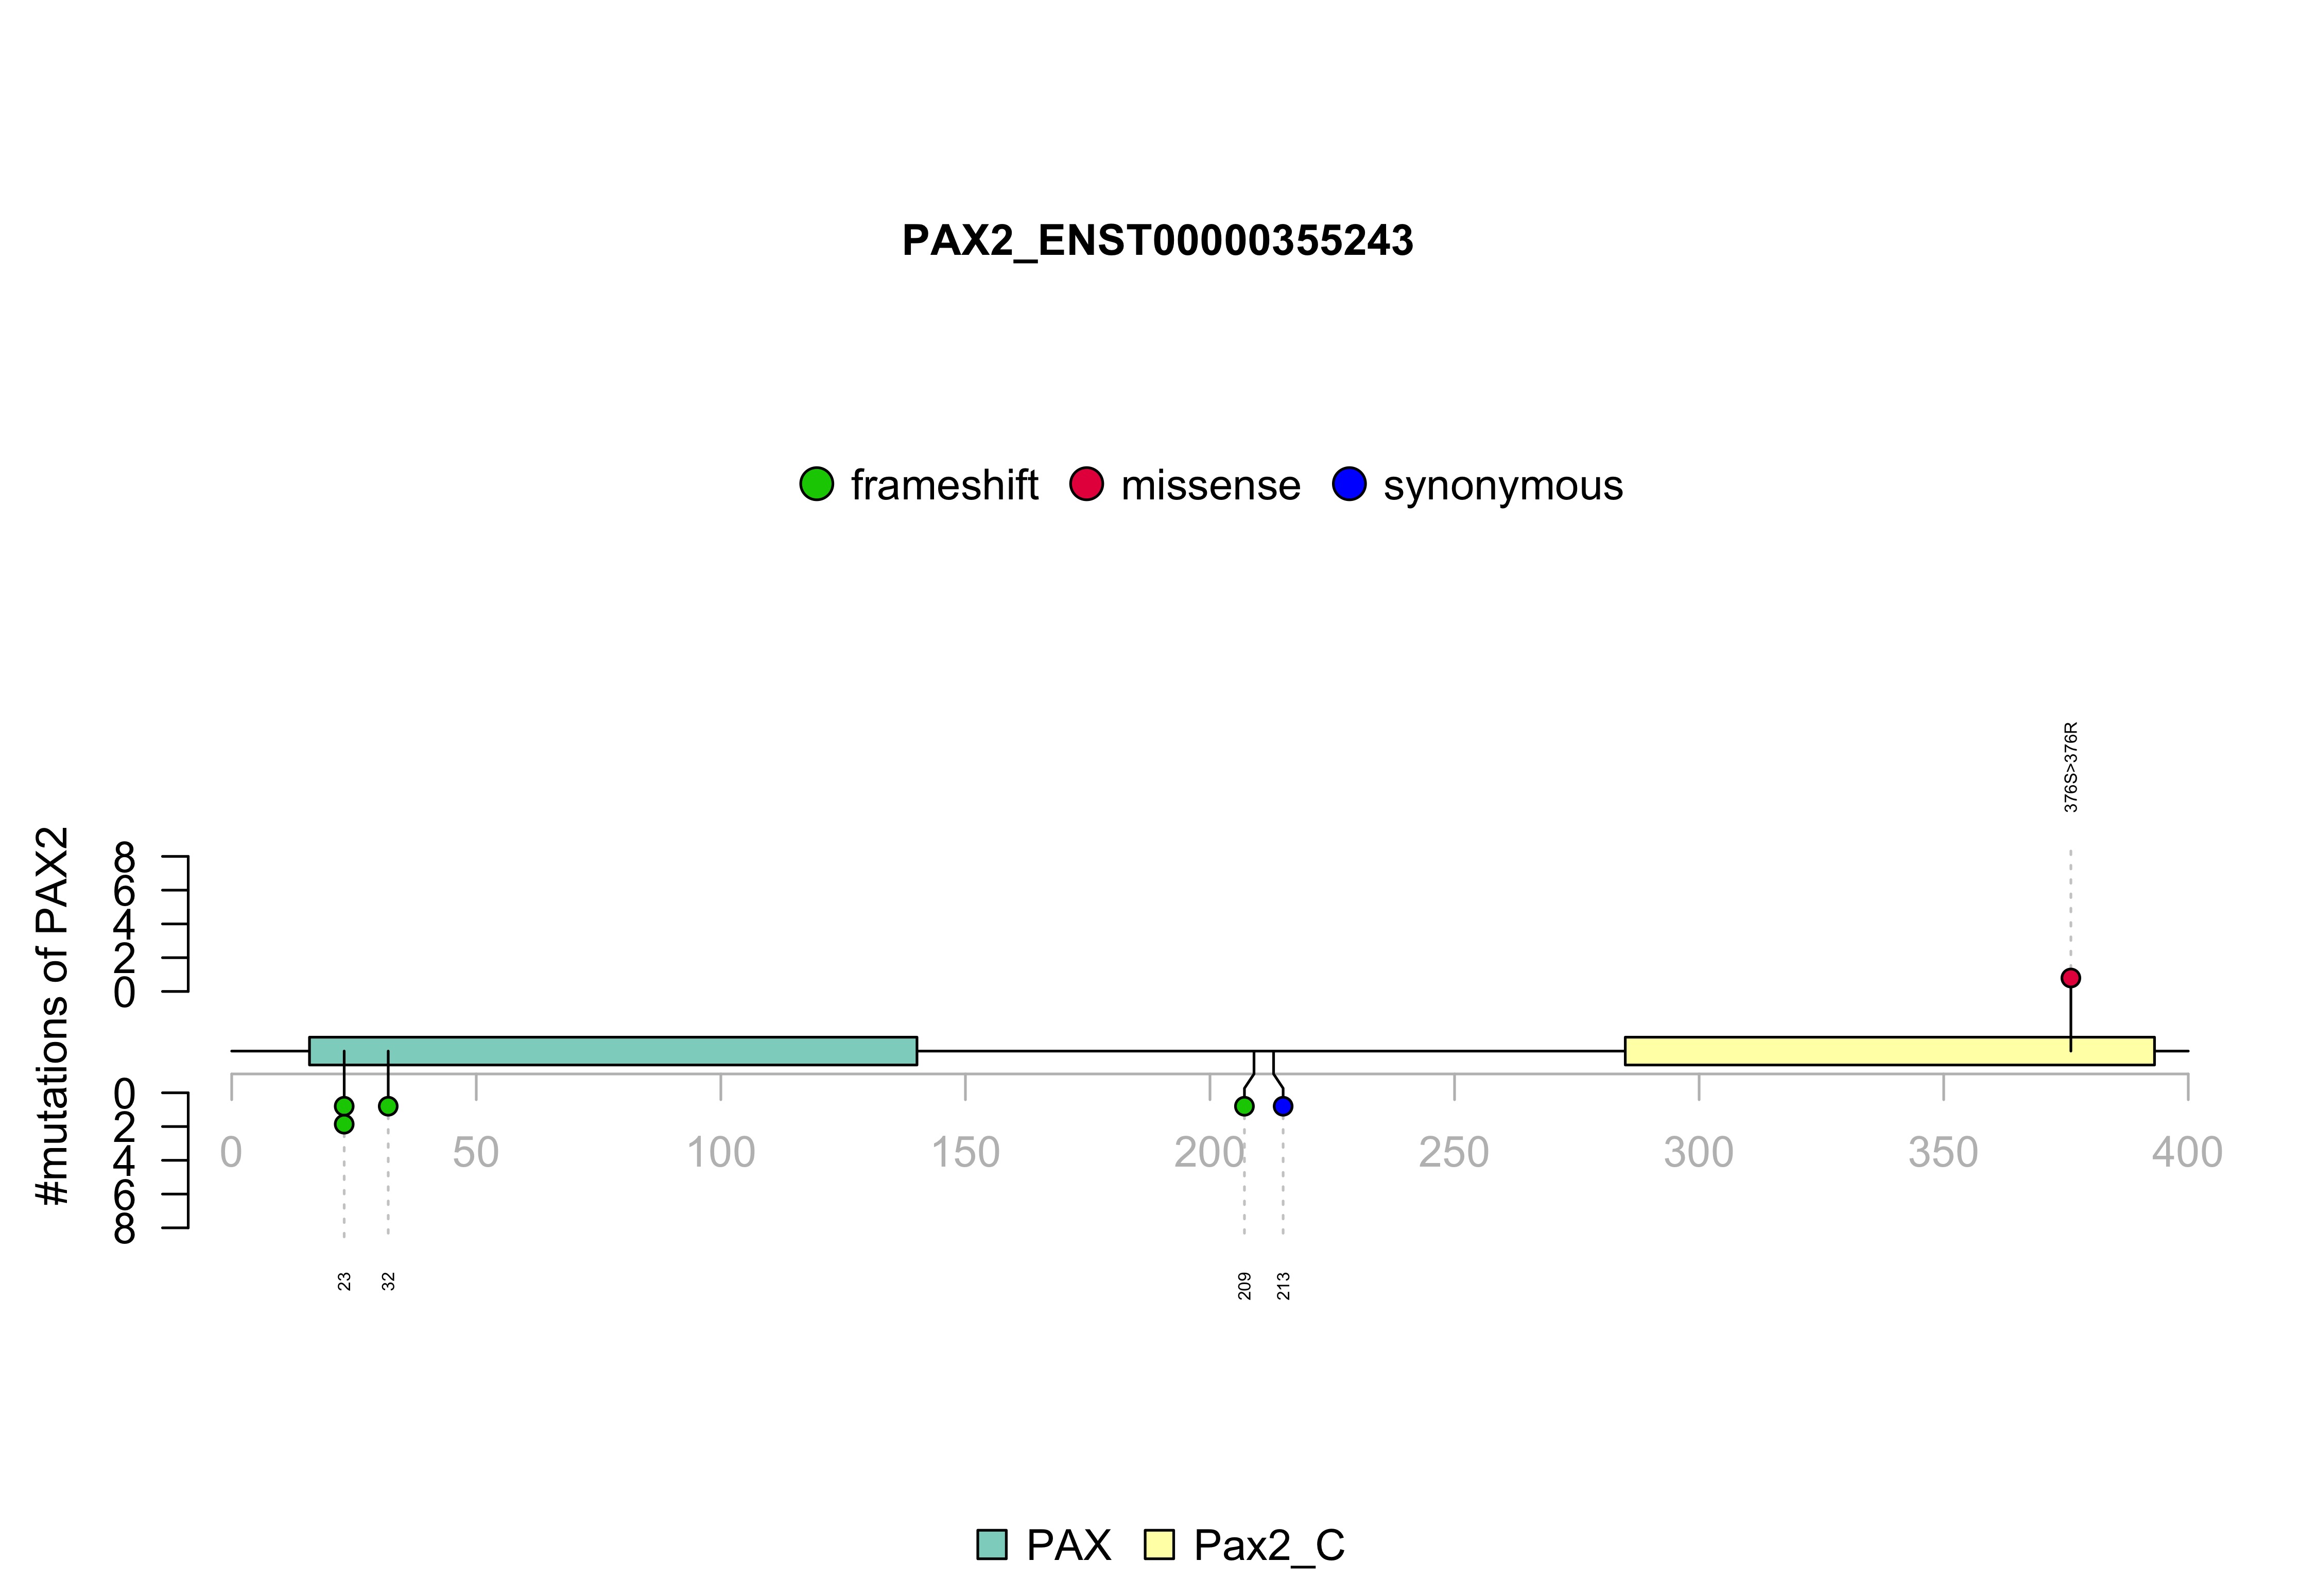 PAX2_ENST00000355243
frameshift missense synonymous
376S>376R
#mutations of PAX2
8
6
4
2
0
0
2
4
6
8
0 50 100 150 200 250 300 350 400
23 32 209 213
PAX Pax2_C